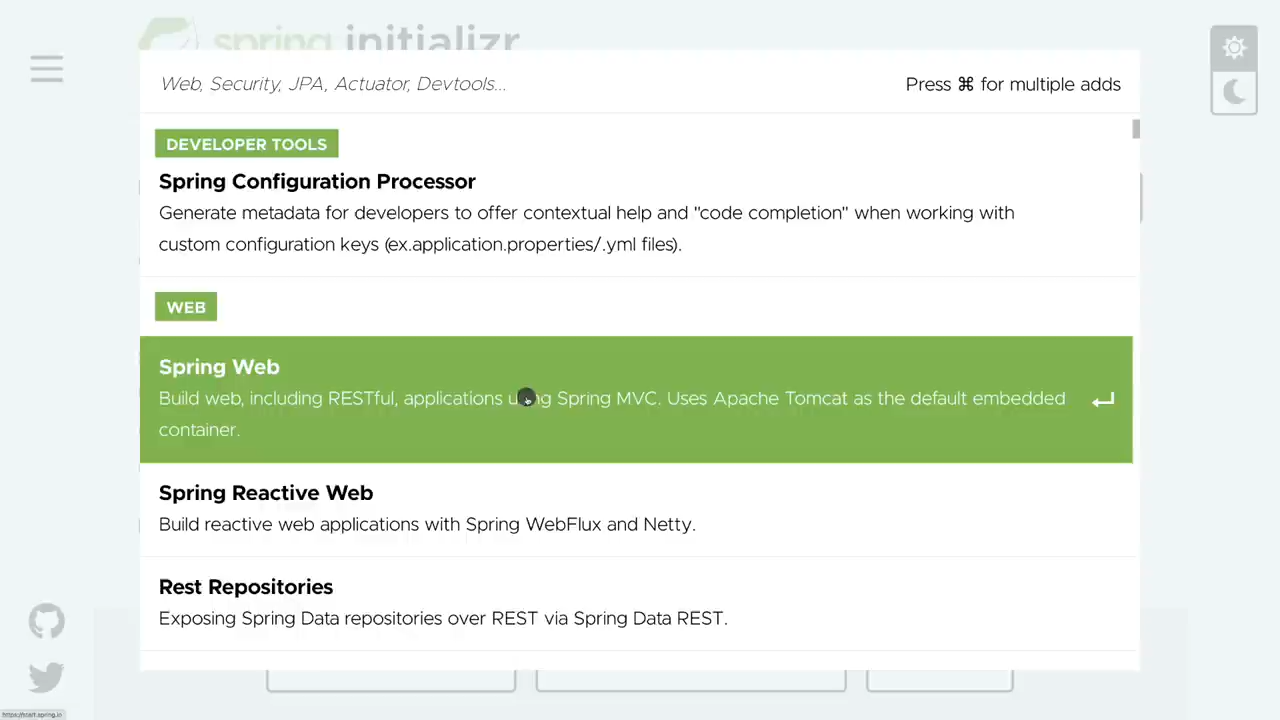 spring initializr
Web, Security, JPA, Actuator, Devtools...
Press ⌘ for multiple adds
DEVELOPER TOOLS
Spring Configuration Processor
Generate metadata for developers to offer contextual help and "code completion" when working with
custom configuration keys (ex.application.properties/.yml files).
WEB
Spring Web
Build web, including RESTful, applications using Spring MVC. Uses Apache Tomcat as the default embedded
container.
Spring Reactive Web
Build reactive web applications with Spring WebFlux and Netty.
Rest Repositories
Exposing Spring Data repositories over REST via Spring Data REST.
https://start.spring.io